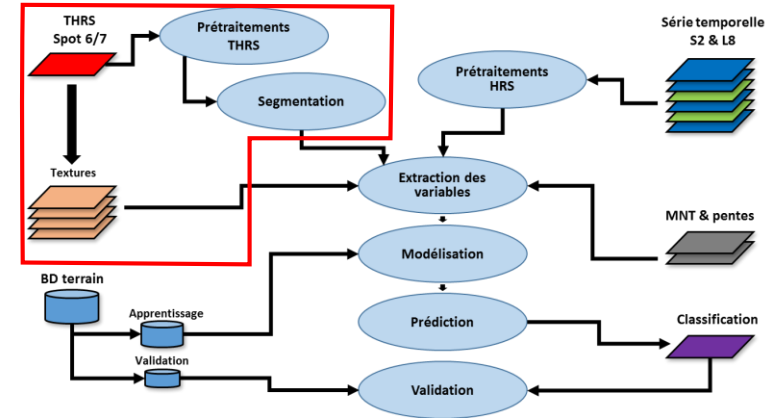 THRS
Spot 6/7
Prétraitements
THRS
Segmentation
Textures
Série temporelle
S2 & L8
Prétraitements
HRS
Extraction des
variables
MNT & pentes
Modélisation
BD terrain
Apprentissage
Prédiction
Classification
Validation
Validation